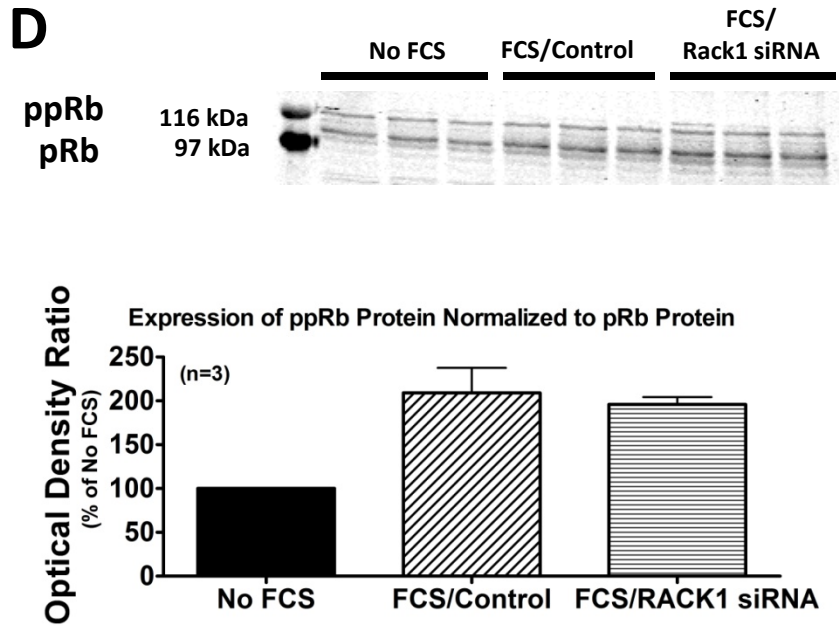 D
No FCS
FCS/Control
FCS/
Rack1 siRNA
ppRb
116 kDa
pRb
97 kDa
Expression of ppRb Protein Normalized to pRb Protein
Optical Density Ratio
(% of No FCS)
250
200
150
100
50
0
(n=3)
No FCS
FCS/Control
FCS/RACK1 siRNA